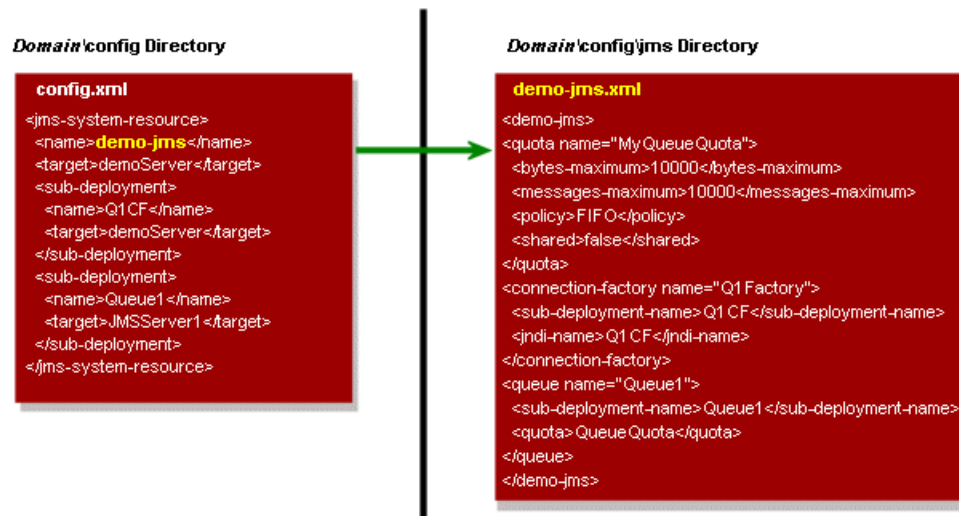 Domain\config Directory
config.xml
<jms-system-resource>
<name>demo-jms</name>
<target>demoServer</target>
<sub-deployment>
<name>Q1CF</name>
<target>demoServer</target>
</sub-deployment>
<sub-deployment>
<name>Queue1</name>
<target>JMSServer1</target>
</sub-deployment>
</jms-system-resource>
Domain\config\jms Directory
demo-jms.xml
<demo-jms>
<quota name="MyQueueQuota">
<bytes-maximum>10000</bytes-maximum>
<messages-maximum>10000</messages-maximum>
<policy>FIFO</policy>
<shared>false</shared>
</quota>
<connection-factory name="Q1Factory">
<sub-deployment-name>Q1CF</sub-deployment-name>
<jndi-name>Q1CF</jndi-name>
</connection-factory>
<queue name="Queue1">
<sub-deployment-name>Queue1</sub-deployment-name>
<quota>QueueQuota</quota>
</queue>
</demo-jms>